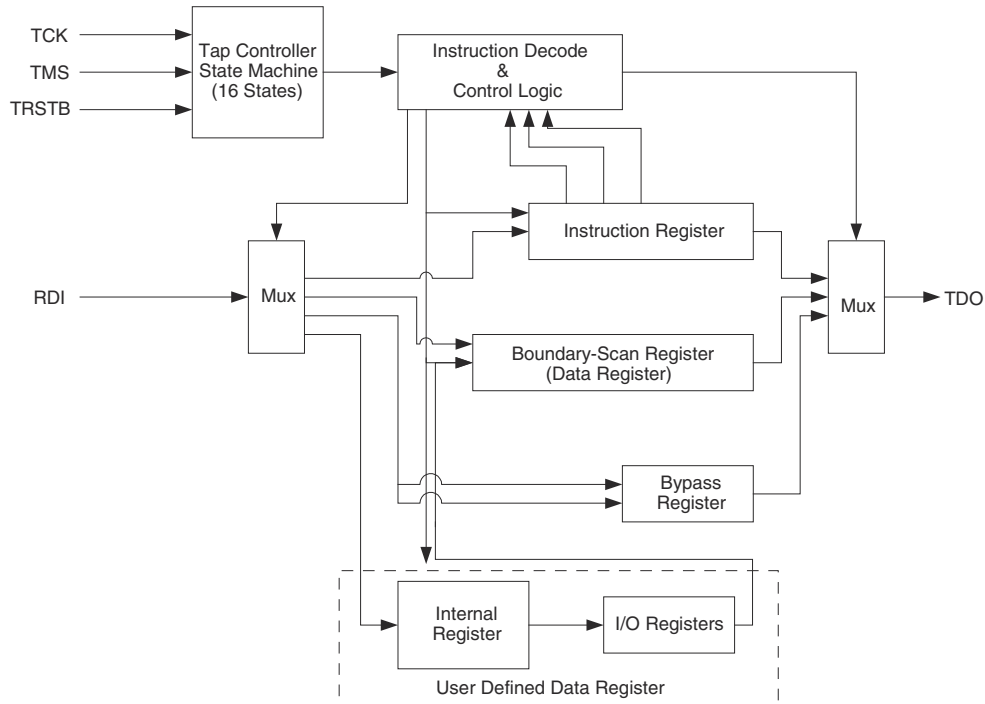 TCK
TMS
TRSTB
Tap Controller
State Machine
(16 States)
Instruction Decode
&
Control Logic
RDI
Mux
Instruction Register
Boundary-Scan Register
(Data Register)
Bypass
Register
Mux
TDO
Internal
Register
I/O Registers
User Defined Data Register